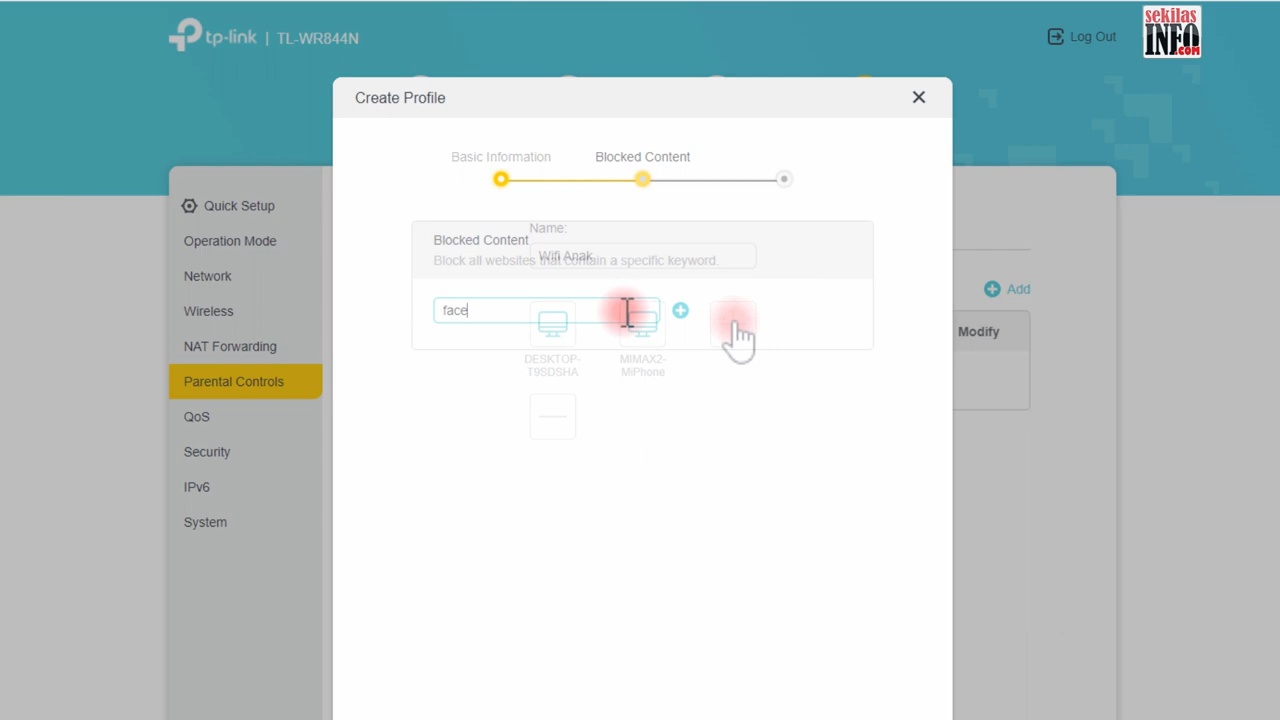 tp-link | TL-WR844N
Log Out
sekilas
INFO
.COM
Create Profile
Basic Information
Blocked Content
Quick Setup
Operation Mode
Network
Wireless
NAT Forwarding
Parental Controls
QoS
Security
IPv6
System
Name:
Wifi Anak
Blocked Content
Block all websites that contain a specific keyword.
face
DESKTOP-
T9SDSHA
MIMAX2-
MiPhone
Add
Modify